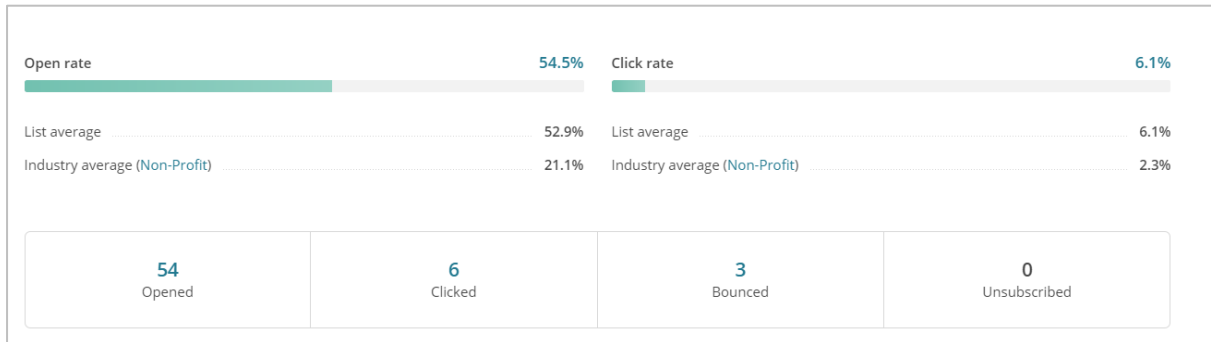 Open rate 54.5% Click rate 6.1%
List average 52.9% List average 6.1%
Industry average (Non-Profit) 21.1% Industry average (Non-Profit) 2.3%
54 6 3 0
Opened Clicked Bounced Unsubscribed